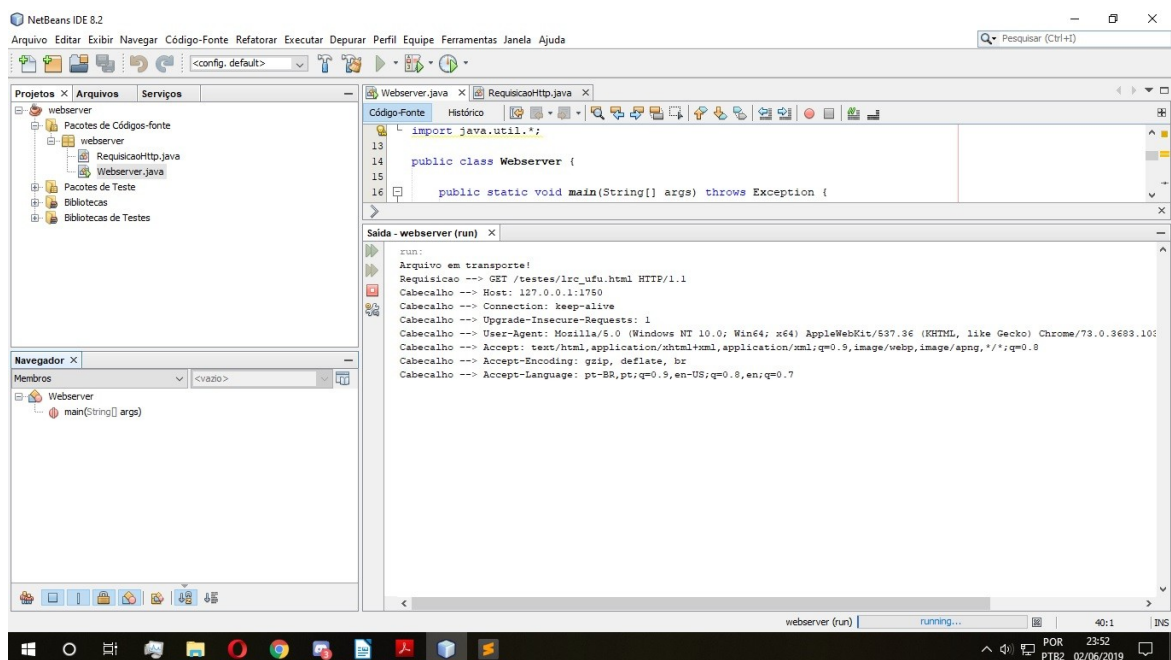 NetBeans IDE 8.2
Arquivo Editar Exibir Navegar Código-Fonte Refatorar Executar Depurar Perfil Equipe Ferramentas Janela Ajuda
Pesquisar (Ctrl+I)
<config. default>
Projetos Arquivos Serviços
webserver
Pacotes de Códigos-fonte
webserver
RequisicaoHttp.java
Webserver.java
Pacotes de Teste
Bibliotecas
Bibliotecas de Testes
Navegador
Membros <vazio>
Webserver
main(String[] args)
Webserver.java RequisicaoHttp.java
Código-Fonte Histórico
import java.util.*;
13
14 public class Webserver {
15
16 public static void main(String[] args) throws Exception {
Saída - webserver (run)
run:
Arquivo em transporte!
Requisicao --> GET /testes/lrc_ufu.html HTTP/1.1
Cabecalho --> Host: 127.0.0.1:1750
Cabecalho --> Connection: keep-alive
Cabecalho --> Upgrade-Insecure-Requests: 1
Cabecalho --> User-Agent: Mozilla/5.0 (Windows NT 10.0; Win64; x64) AppleWebKit/537.36 (KHTML, like Gecko) Chrome/73.0.3683.103
Cabecalho --> Accept: text/html,application/xhtml+xml,application/xml;q=0.9,image/webp,image/apng,*/*;q=0.8
Cabecalho --> Accept-Encoding: gzip, deflate, br
Cabecalho --> Accept-Language: pt-BR,pt;q=0.9,en-US;q=0.8,en;q=0.7
webserver (run) running... 40:1 INS
POR 23:52
PTB2 02/06/2019